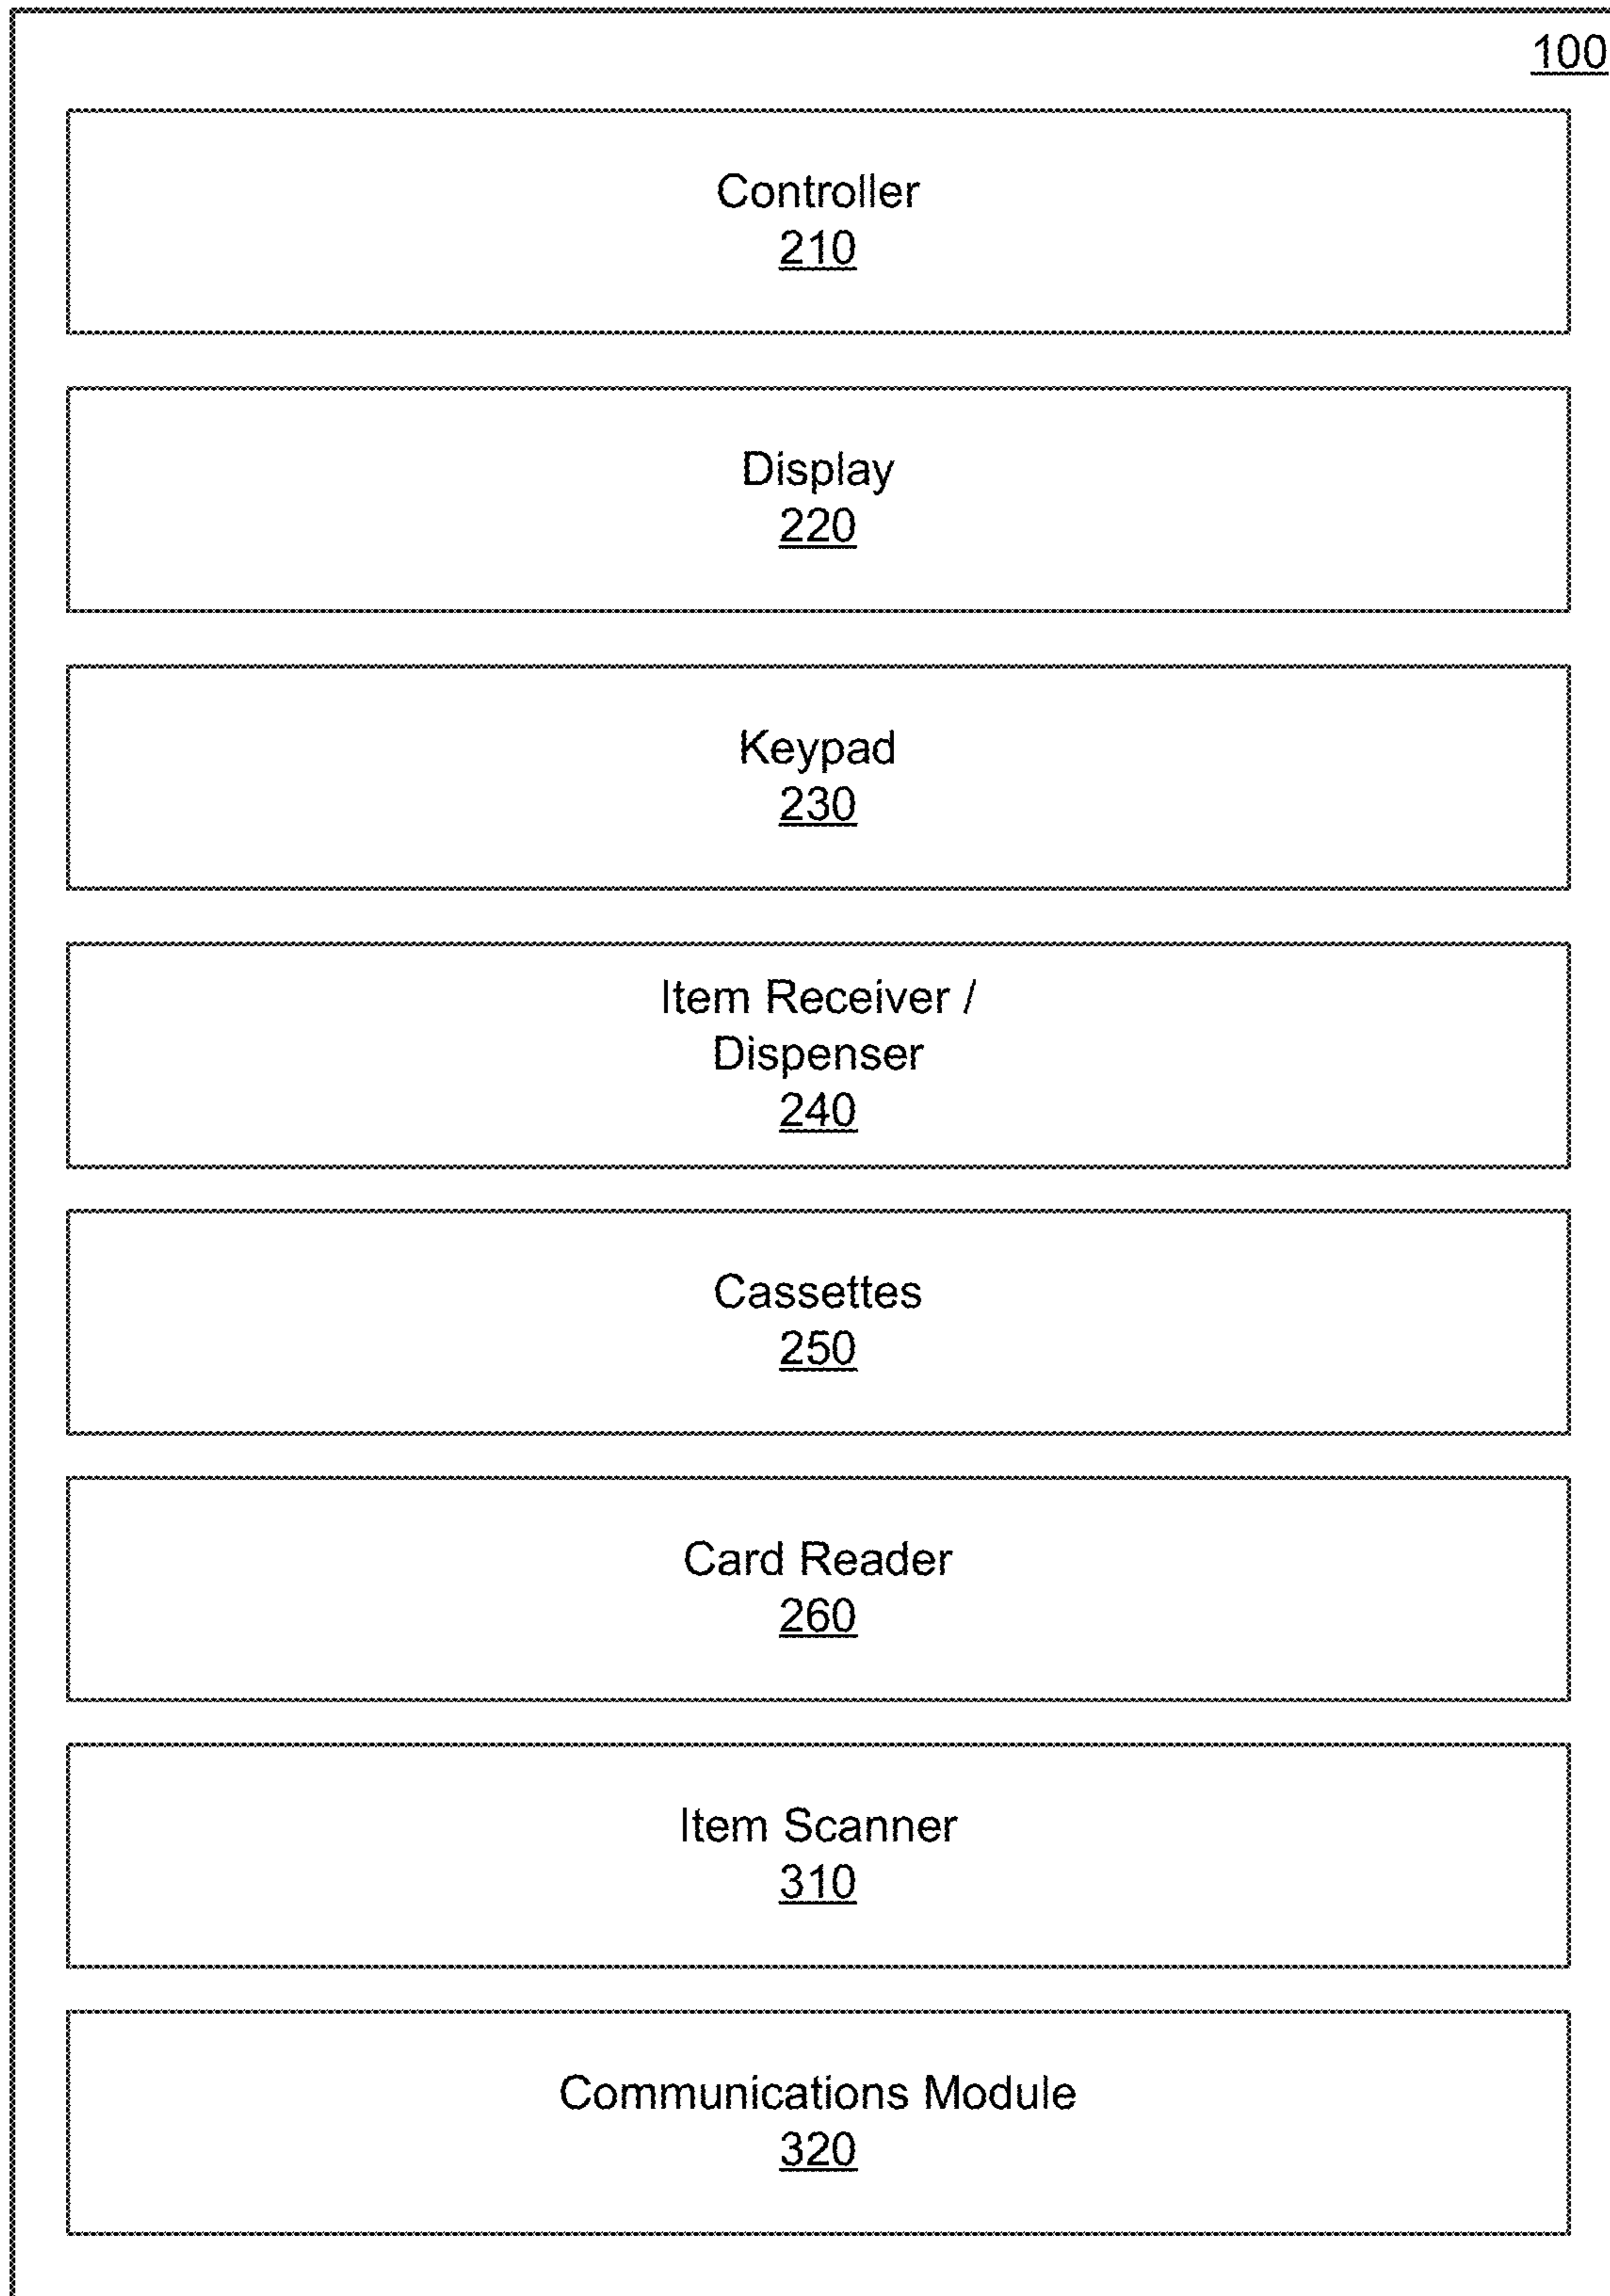 100
Controller
210
Display
220
Keypad
230
Item Receiver /
Dispenser
240
Cassettes
250
Card Reader
260
Item Scanner
310
Communications Module
320